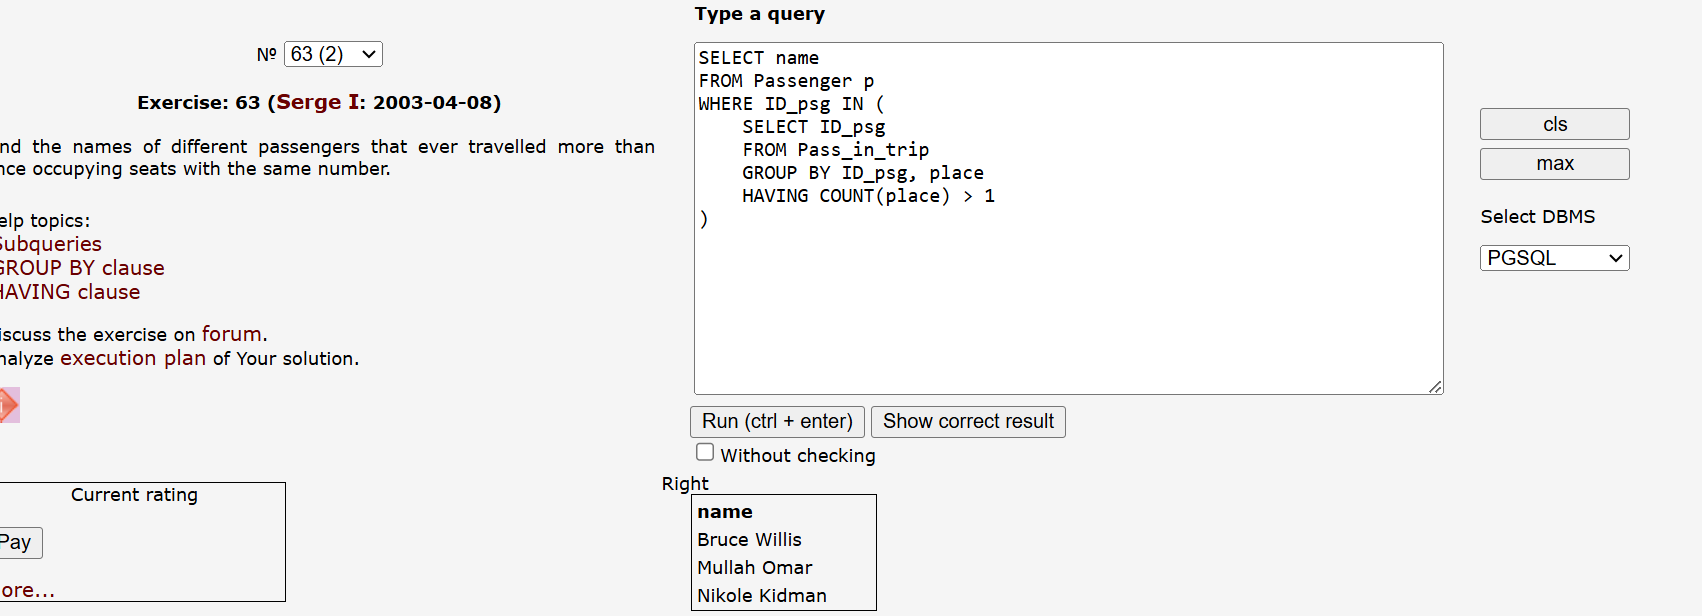 Type a query
Nº 63 (2)
Exercise: 63 (Serge I: 2003-04-08)
nd the names of different passengers that ever travelled more than
nce occupying seats with the same number.
elp topics:
Subqueries
GROUP BY clause
HAVING clause
iscuss the exercise on forum.
nalyze execution plan of Your solution.
Current rating
Pay
ore...
SELECT name
FROM Passenger p
WHERE ID_psg IN (
    SELECT ID_psg
    FROM Pass_in_trip
    GROUP BY ID_psg, place
    HAVING COUNT(place) > 1
)
Run (ctrl + enter) Show correct result
Without checking
Right
name
Bruce Willis
Mullah Omar
Nikole Kidman
cls
max
Select DBMS
PGSQL